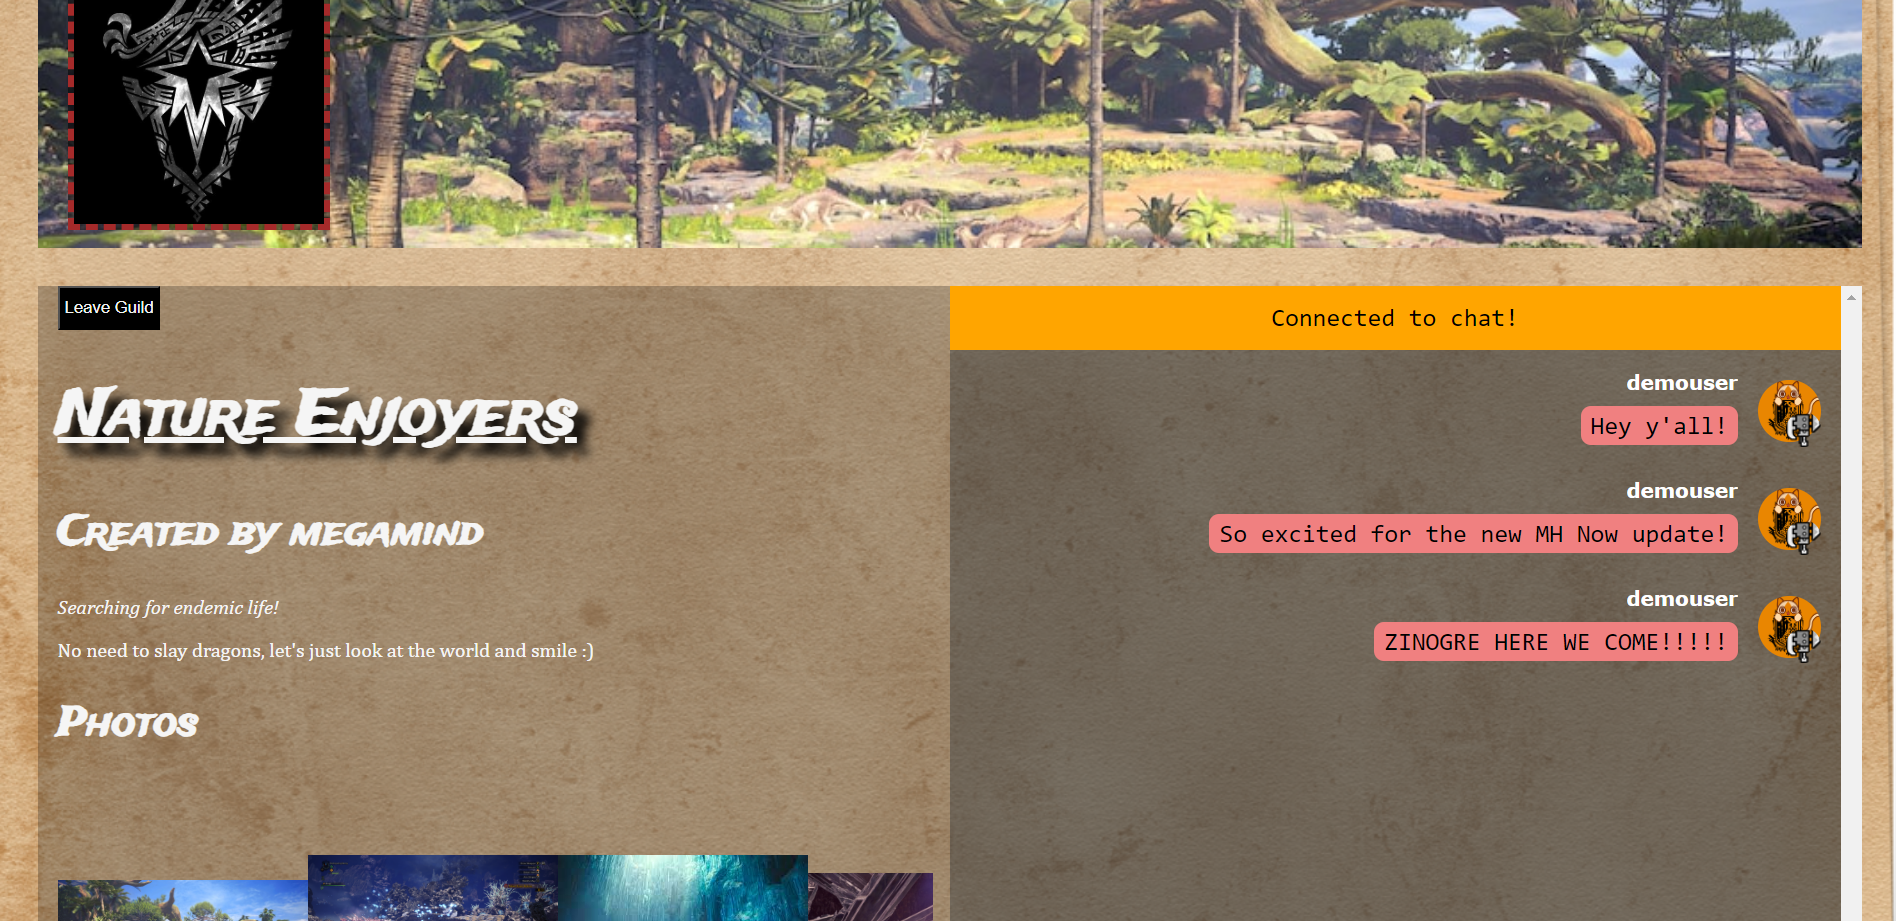 Leave Guild
Nature Enjoyers
Created by megamind
Searching for endemic life!
No need to slay dragons, let's just look at the world and smile :)
Photos
Connected to chat!
demouser
Hey y'all!
demouser
So excited for the new MH Now update!
demouser
ZINOGRE HERE WE COME!!!!!